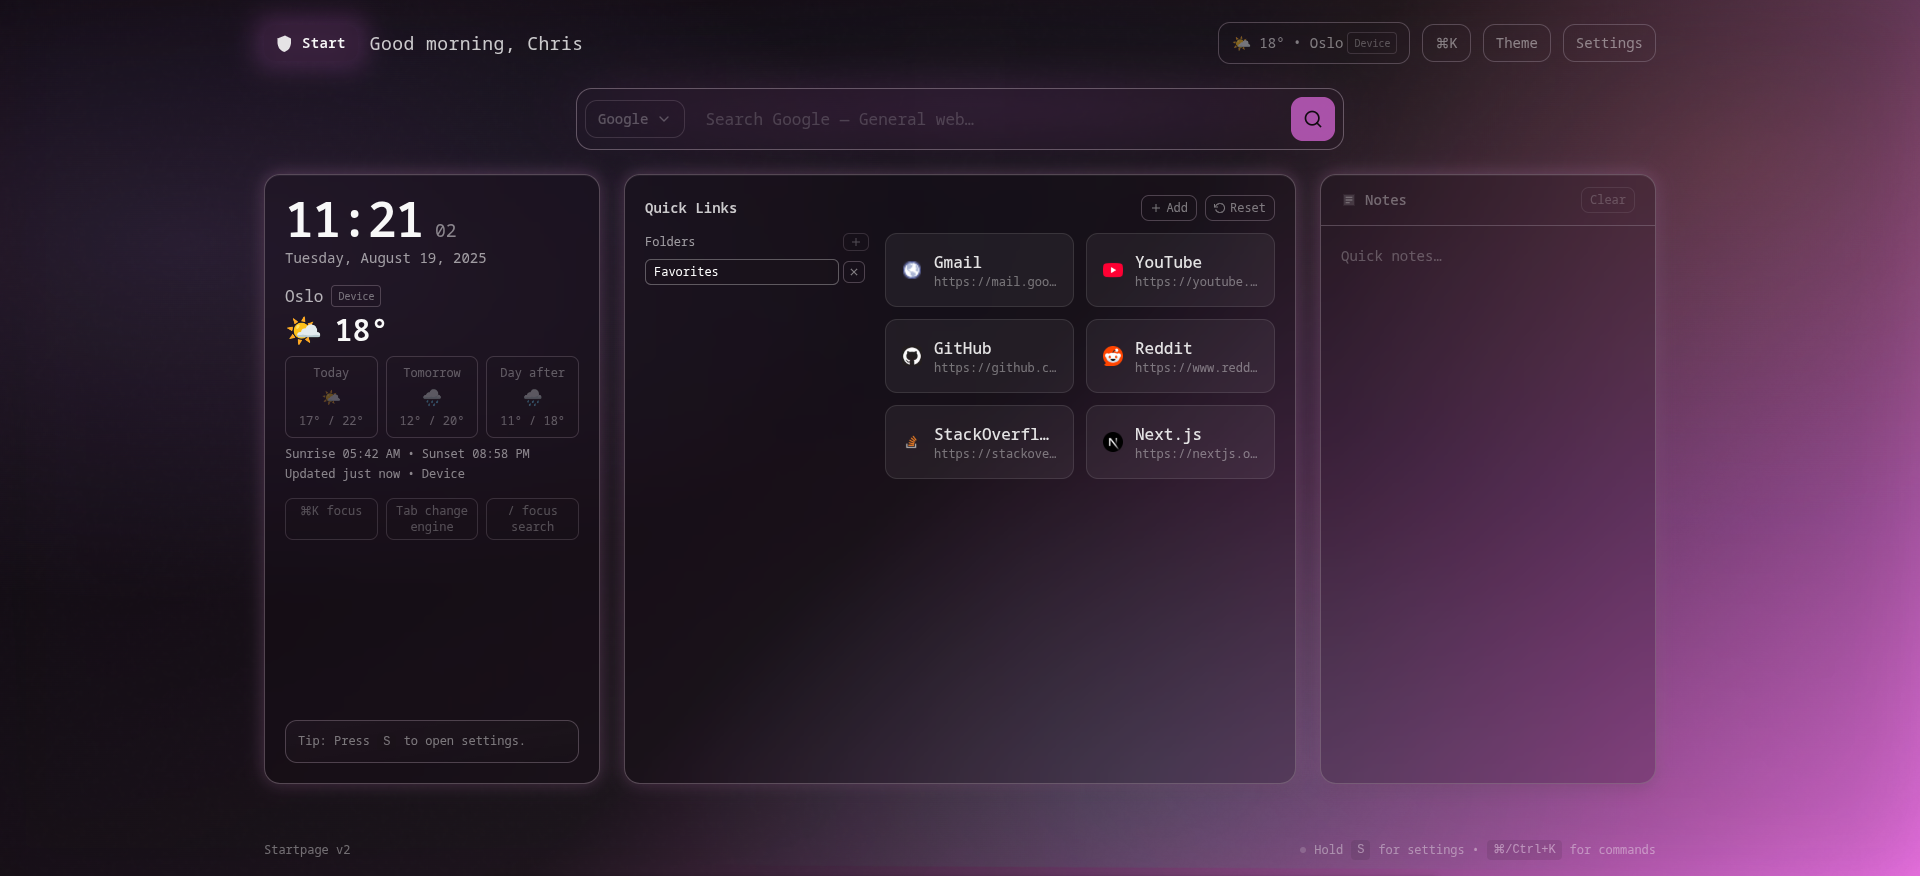 Start
Good morning, Chris
18° • Oslo Device
⌘K
Theme
Settings
Google
Search Google — General web…
11:21 02
Tuesday, August 19, 2025
Oslo Device
18°
Today
17° / 22°
Tomorrow
12° / 20°
Day after
11° / 18°
Sunrise 05:42 AM • Sunset 08:58 PM
Updated just now • Device
⌘K focus
Tab change
engine
/ focus
search
Tip: Press S to open settings.
Quick Links
+ Add
Reset
Folders
+
Favorites
Gmail
https://mail.goo…
YouTube
https://youtube.…
GitHub
https://github.c…
Reddit
https://www.redd…
StackOverfl…
https://stackove…
Next.js
https://nextjs.o…
Notes
Clear
Quick notes…
Startpage v2
Hold S for settings • ⌘/Ctrl+K for commands